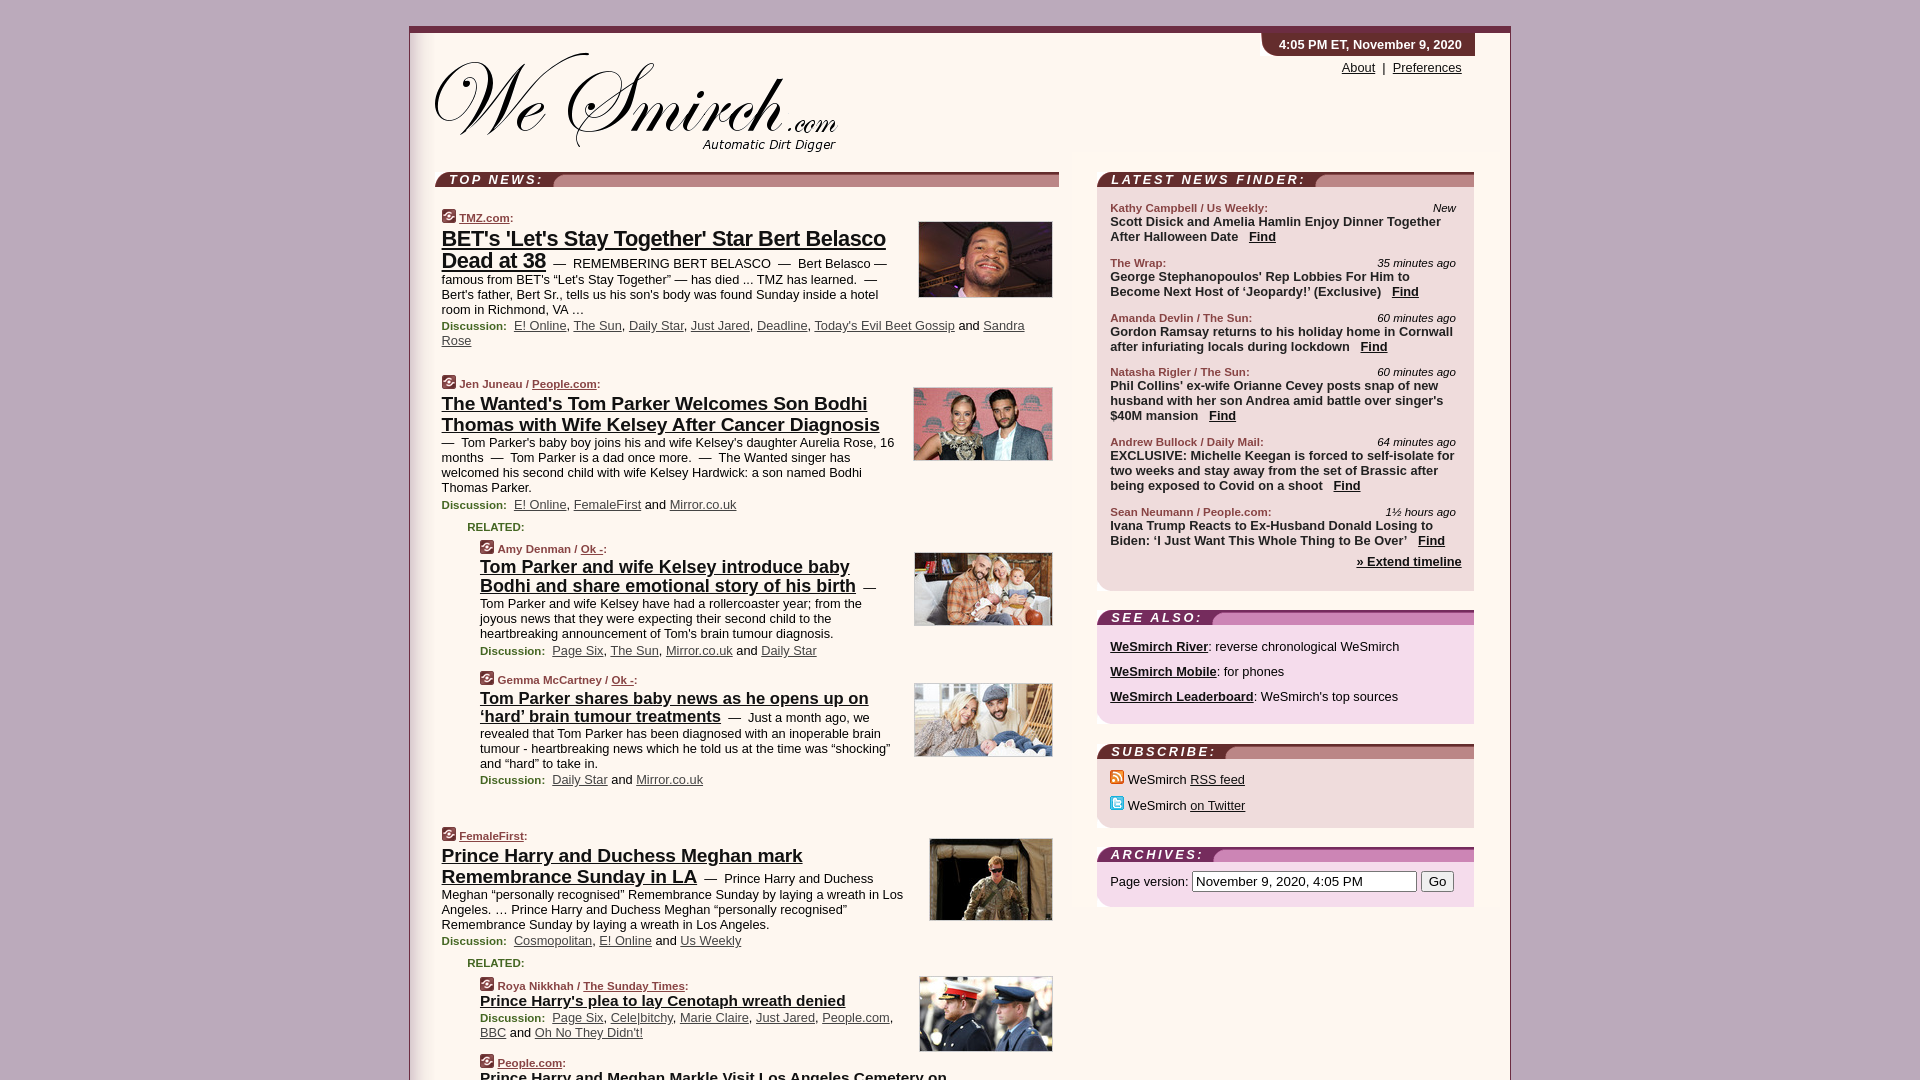 4:05 PM ET, November 9, 2020
About | Preferences
We Smirch.com
Automatic Dirt Digger
TOP NEWS:
TMZ.com:
BET's 'Let's Stay Together' Star Bert Belasco
Dead at 38 — REMEMBERING BERT BELASCO — Bert Belasco —
famous from BET's “Let's Stay Together” — has died ... TMZ has learned. —
Bert's father, Bert Sr., tells us his son's body was found Sunday inside a hotel
room in Richmond, VA …
Discussion: E! Online, The Sun, Daily Star, Just Jared, Deadline, Today's Evil Beet Gossip and Sandra
Rose
Jen Juneau / People.com:
The Wanted's Tom Parker Welcomes Son Bodhi
Thomas with Wife Kelsey After Cancer Diagnosis
— Tom Parker's baby boy joins his and wife Kelsey's daughter Aurelia Rose, 16
months — Tom Parker is a dad once more. — The Wanted singer has
welcomed his second child with wife Kelsey Hardwick: a son named Bodhi
Thomas Parker.
Discussion: E! Online, FemaleFirst and Mirror.co.uk
RELATED:
Amy Denman / Ok -:
Tom Parker and wife Kelsey introduce baby
Bodhi and share emotional story of his birth —
Tom Parker and wife Kelsey have had a rollercoaster year; from the
joyous news that they were expecting their second child to the
heartbreaking announcement of Tom's brain tumour diagnosis.
Discussion: Page Six, The Sun, Mirror.co.uk and Daily Star
Gemma McCartney / Ok -:
Tom Parker shares baby news as he opens up on
‘hard’ brain tumour treatments — Just a month ago, we
revealed that Tom Parker has been diagnosed with an inoperable brain
tumour - heartbreaking news which he told us at the time was “shocking”
and “hard” to take in.
Discussion: Daily Star and Mirror.co.uk
FemaleFirst:
Prince Harry and Duchess Meghan mark
Remembrance Sunday in LA — Prince Harry and Duchess
Meghan “personally recognised” Remembrance Sunday by laying a wreath in Los
Angeles. … Prince Harry and Duchess Meghan “personally recognised”
Remembrance Sunday by laying a wreath in Los Angeles.
Discussion: Cosmopolitan, E! Online and Us Weekly
RELATED:
Roya Nikkhah / The Sunday Times:
Prince Harry's plea to lay Cenotaph wreath denied
Discussion: Page Six, Cele|bitchy, Marie Claire, Just Jared, People.com,
BBC and Oh No They Didn't!
People.com:
Prince Harry and Meghan Markle Visit Los Angeles Cemetery on
LATEST NEWS FINDER:
Kathy Campbell / Us Weekly: New
Scott Disick and Amelia Hamlin Enjoy Dinner Together
After Halloween Date Find
The Wrap: 35 minutes ago
George Stephanopoulos' Rep Lobbies For Him to
Become Next Host of ‘Jeopardy!’ (Exclusive) Find
Amanda Devlin / The Sun: 60 minutes ago
Gordon Ramsay returns to his holiday home in Cornwall
after infuriating locals during lockdown Find
Natasha Rigler / The Sun: 60 minutes ago
Phil Collins' ex-wife Orianne Cevey posts snap of new
husband with her son Andrea amid battle over singer's
$40M mansion Find
Andrew Bullock / Daily Mail: 64 minutes ago
EXCLUSIVE: Michelle Keegan is forced to self-isolate for
two weeks and stay away from the set of Brassic after
being exposed to Covid on a shoot Find
Sean Neumann / People.com: 1½ hours ago
Ivana Trump Reacts to Ex-Husband Donald Losing to
Biden: ‘I Just Want This Whole Thing to Be Over’ Find
» Extend timeline
SEE ALSO:
WeSmirch River: reverse chronological WeSmirch
WeSmirch Mobile: for phones
WeSmirch Leaderboard: WeSmirch's top sources
SUBSCRIBE:
WeSmirch RSS feed
WeSmirch on Twitter
ARCHIVES:
Page version: November 9, 2020, 4:05 PM Go